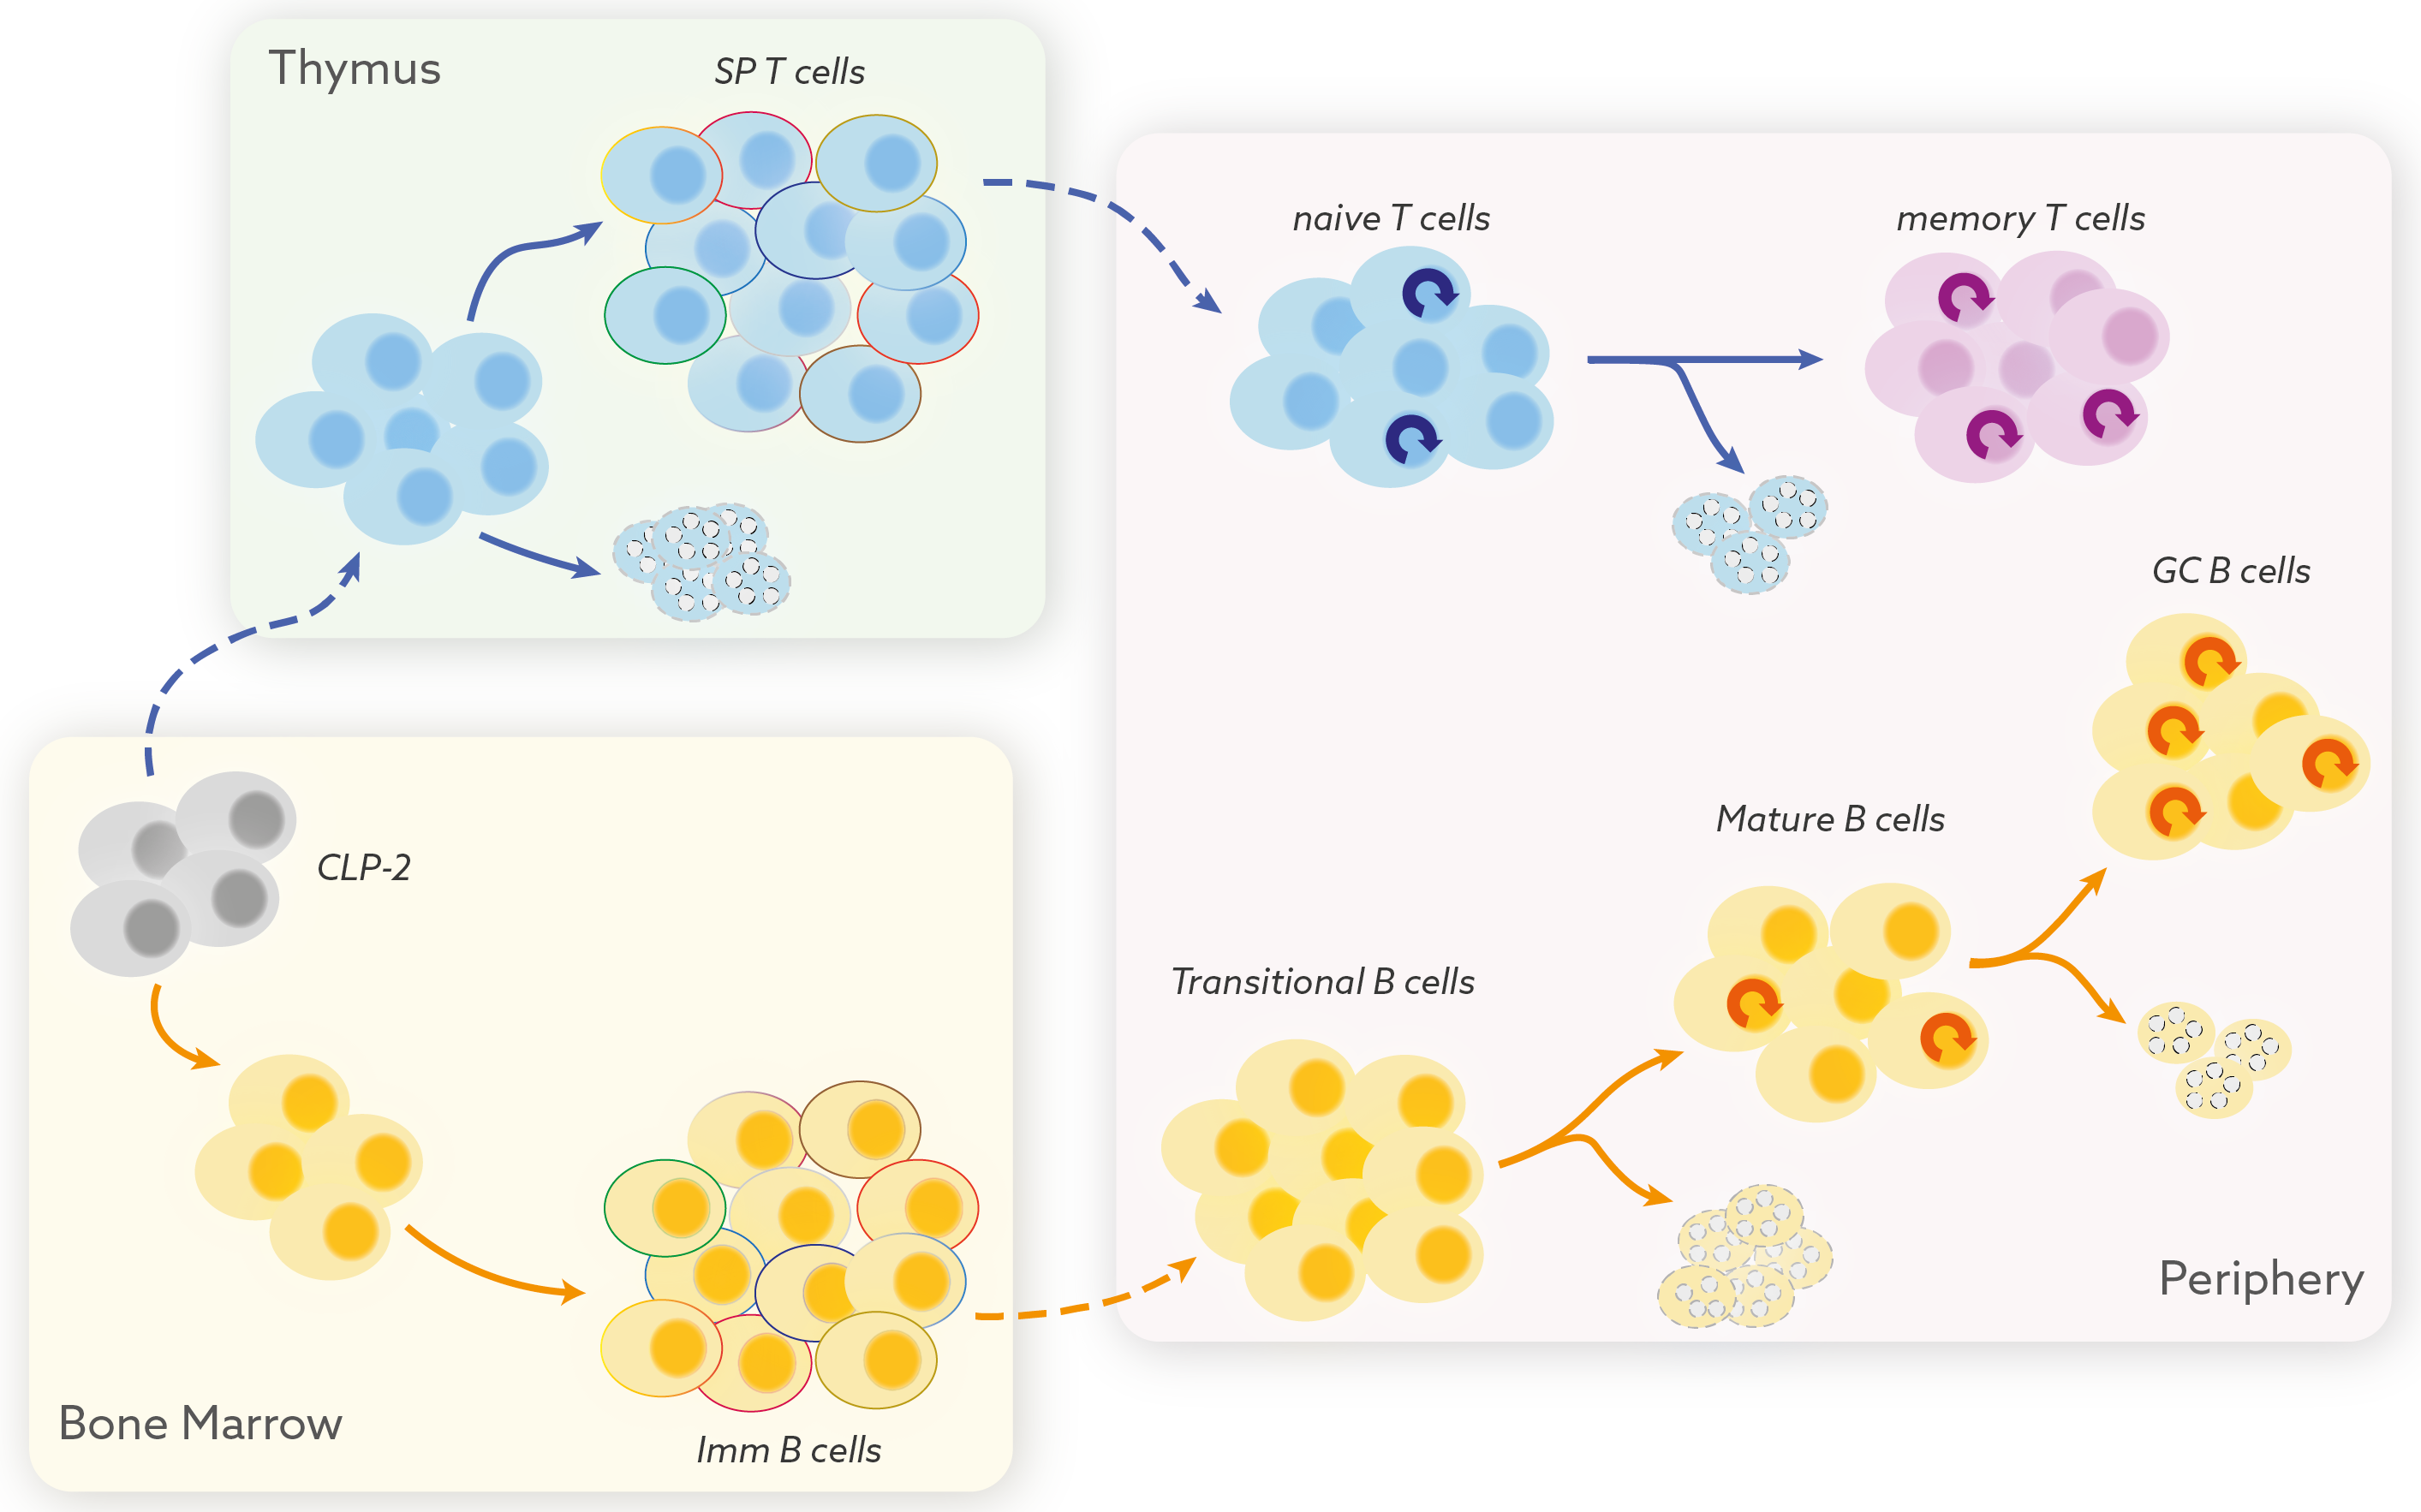 Thymus
SP T cells
naive T cells
memory T cells
GC B cells
CLP-2
Mature B cells
Transitional B cells
Periphery
Bone Marrow
Imm B cells